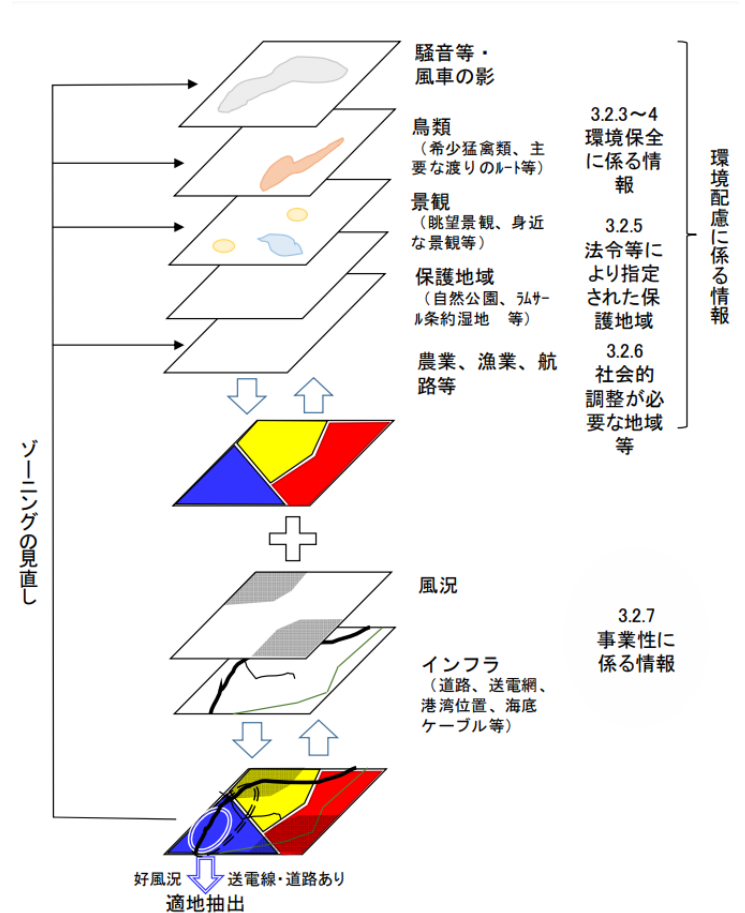 騒音等・
風車の影
鳥類
（希少猛禽類、主
要な渡りのﾙｰﾄ等）
景観
（眺望景観、身近
な景観等）
保護地域
（自然公園、ﾗﾑｻｰ
ﾙ条約湿地　等）
農業、漁業、航
路等
3.2.3～4
環境保全
に係る情
報
3.2.5
法令等に
より指定
された保
護地域
3.2.6
社会的
調整が必
要な地域
等
環境配慮に係る情報
ゾーニングの見直し
風況
インフラ
（道路、送電網、
港湾位置、海底
ケーブル等）
3.2.7
事業性に
係る情報
好風況　送電線・道路あり
適地抽出